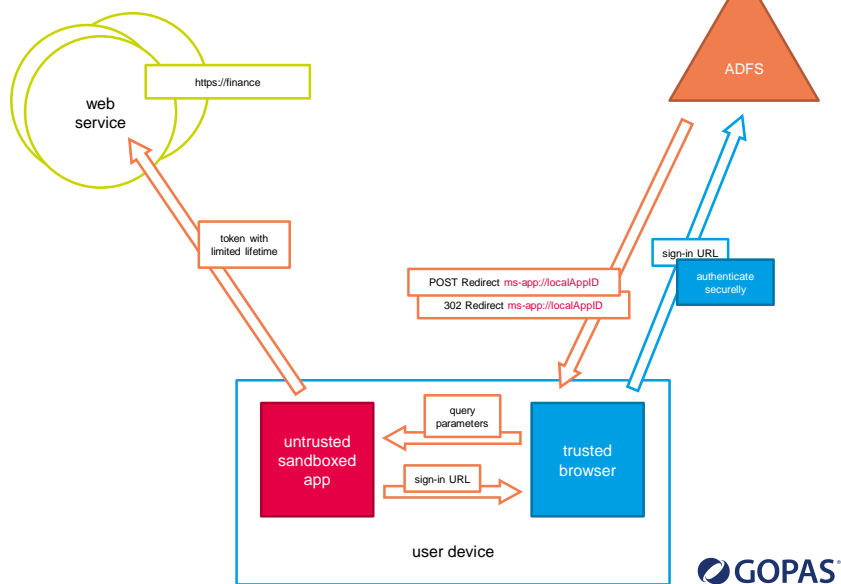 ADFS
https://finance
web
service
token with
limited lifetime
sign-in URL
authenticate
securelly
POST Redirect ms-app://localAppID
302 Redirect ms-app://localAppID
query
parameters
untrusted
sandboxed
app
trusted
browser
sign-in URL
user device
GOPAS®